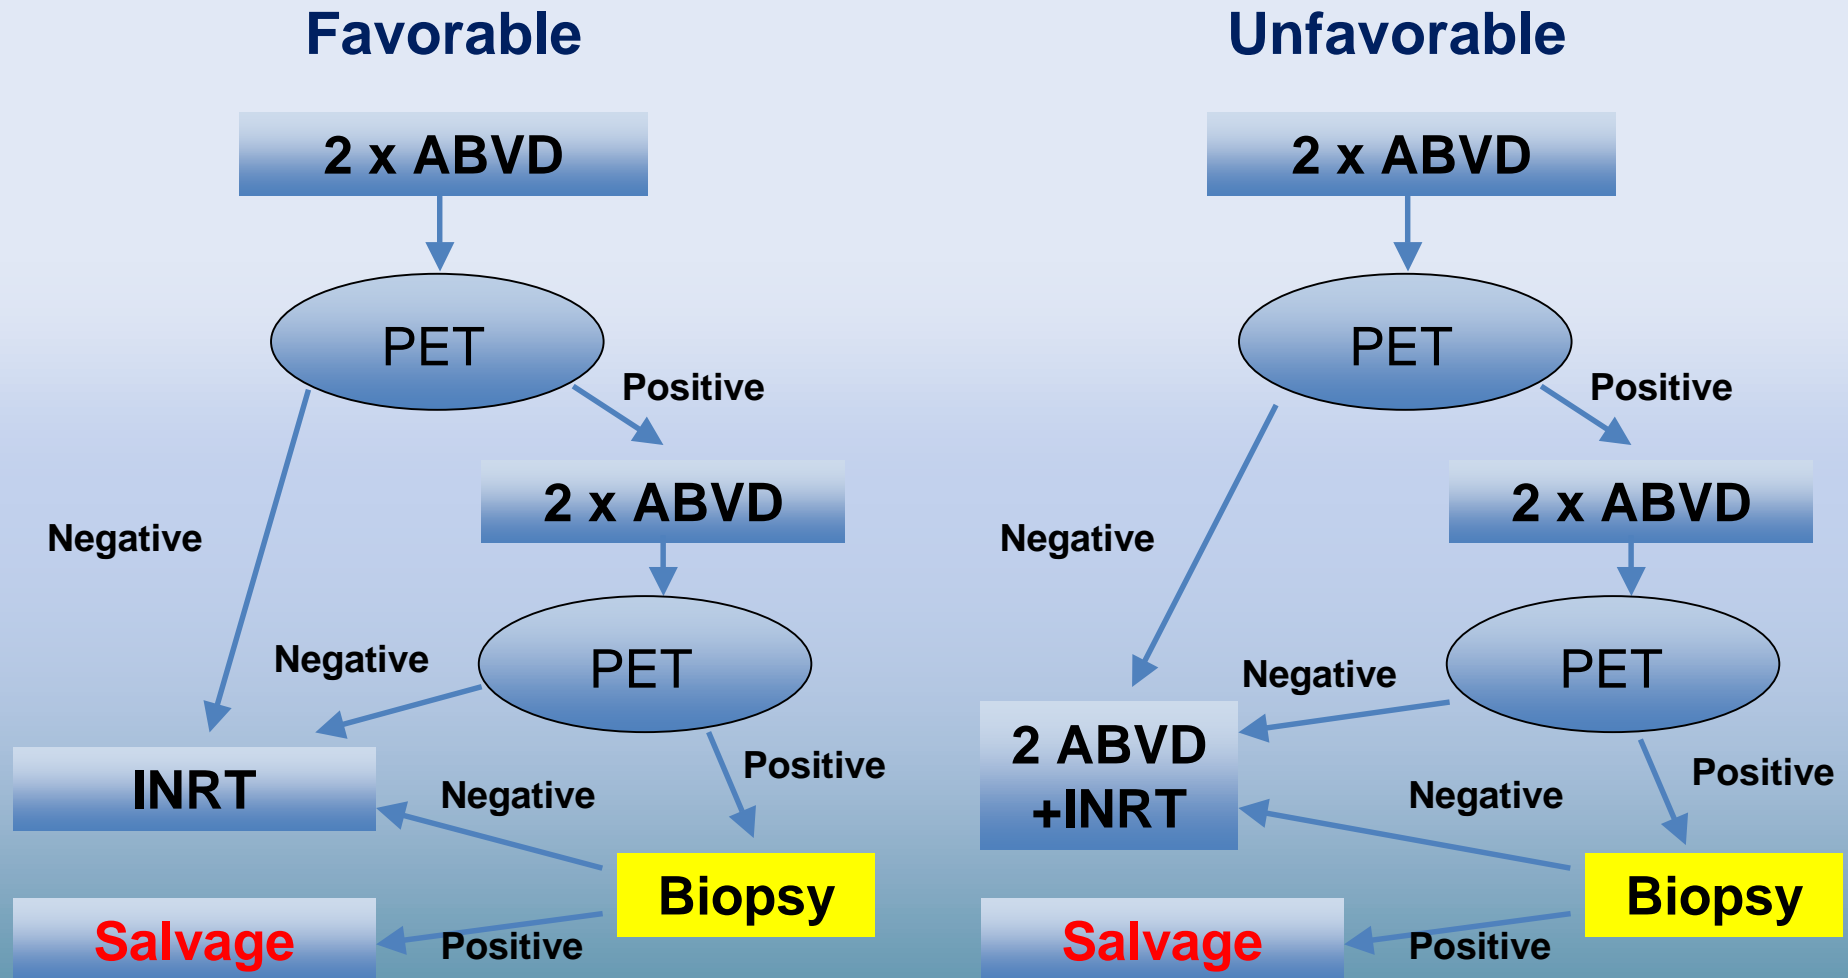 Favorable
2 x ABVD
PET
Positive
2 x ABVD
Negative
Negative
PET
Positive
INRT
Negative
Biopsy
Salvage
Positive
Unfavorable
2 x ABVD
PET
Positive
2 x ABVD
Negative
Negative
PET
2 ABVD
+INRT
Positive
Negative
Biopsy
Salvage
Positive